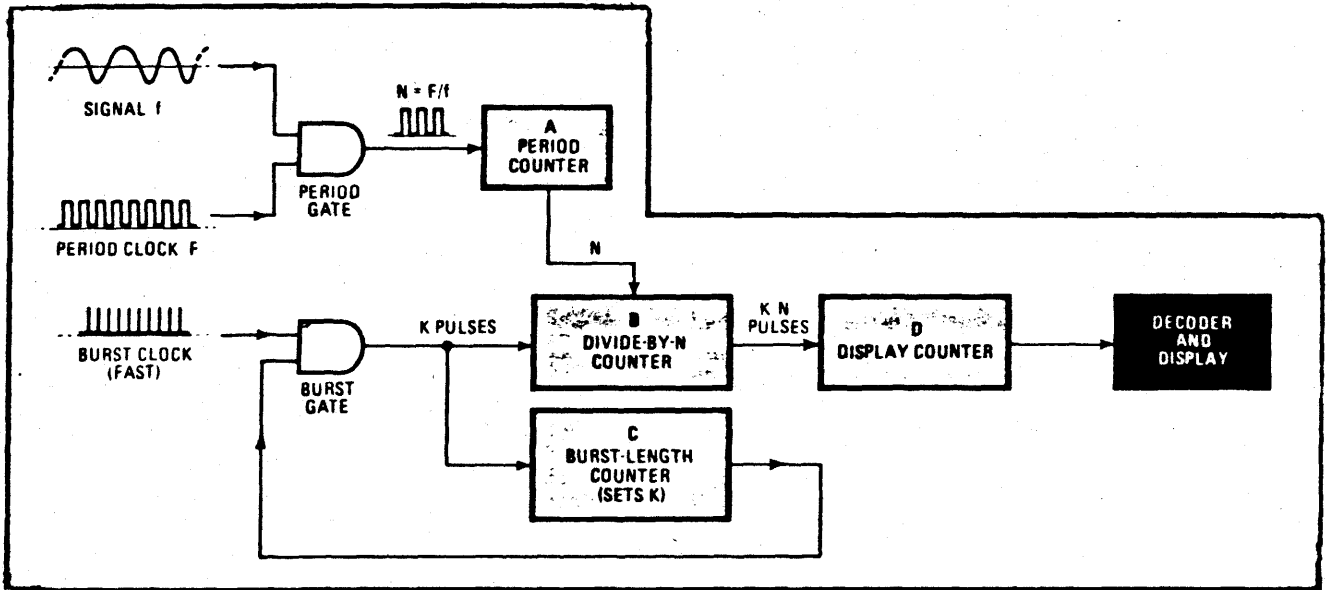 SIGNAL f
N = F/f
A
PERIOD
COUNTER
PERIOD
GATE
PERIOD CLOCK F
N
BURST CLOCK
(FAST)
BURST
GATE
K PULSES
B
DIVIDE-BY-N
COUNTER
K N
PULSES
D
DISPLAY COUNTER
DECODER
AND
DISPLAY
C
BURST-LENGTH
COUNTER
(SETS K)